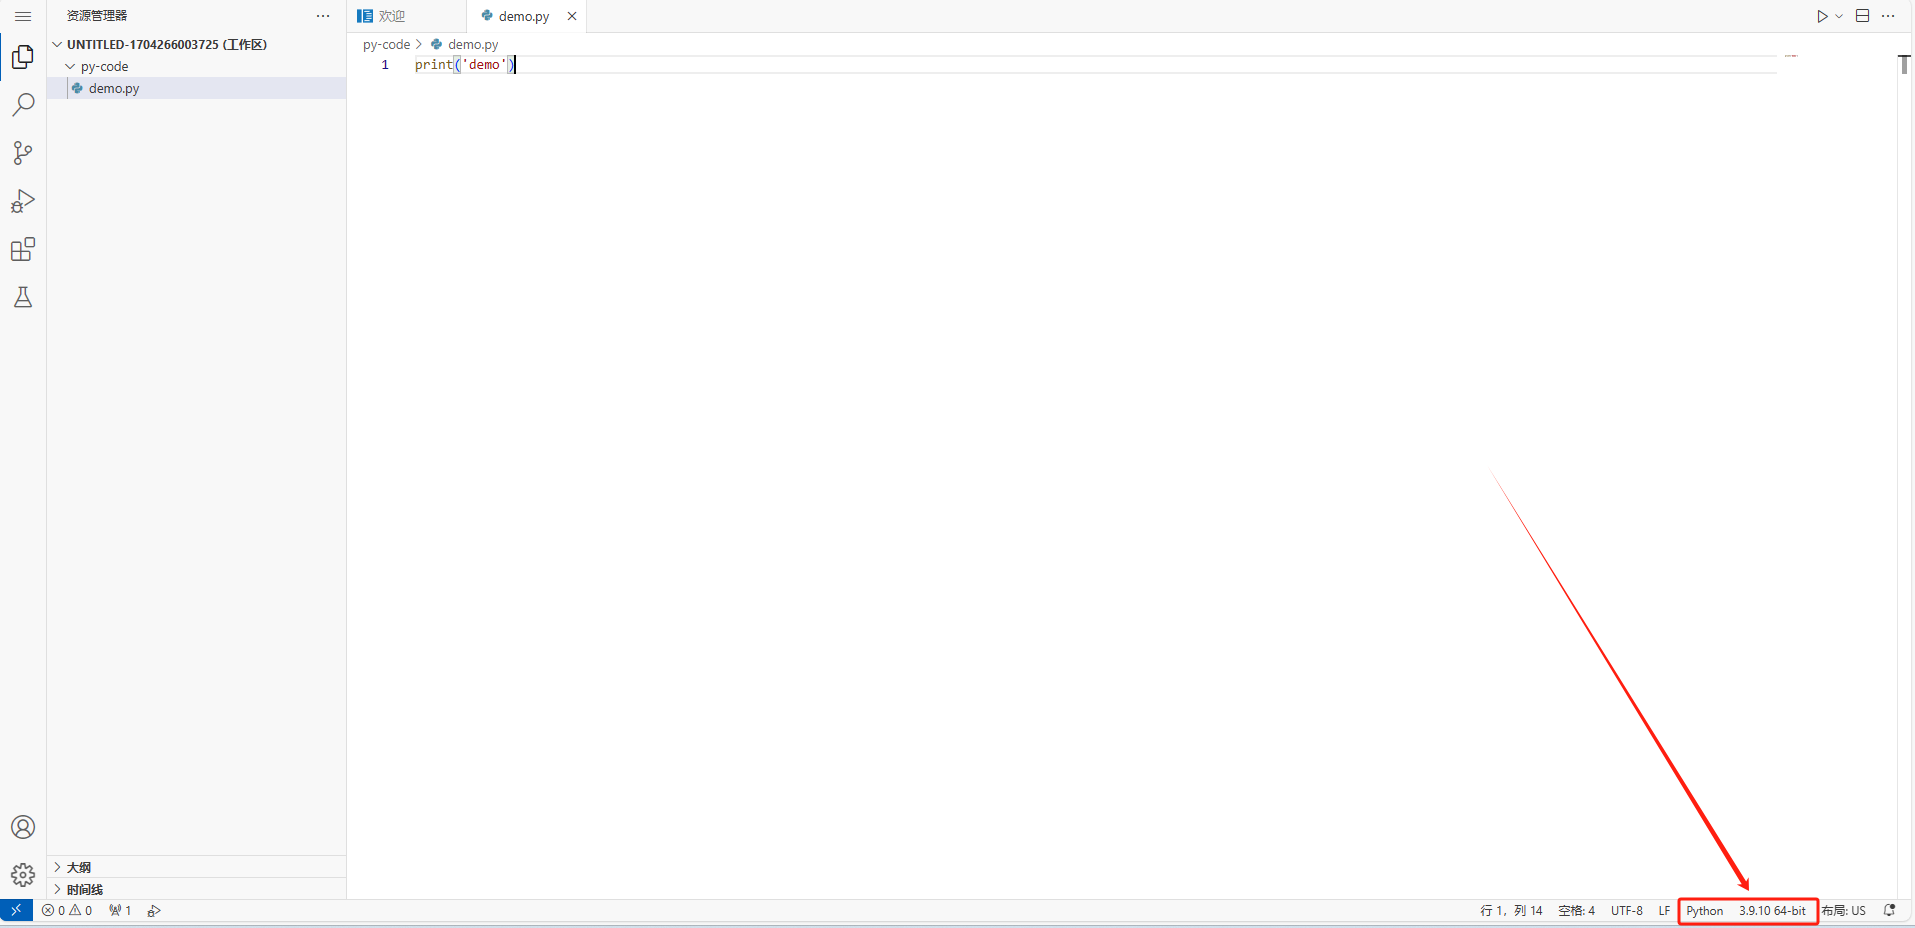 资源管理器
欢迎
demo.py
UNTITLED-1704266003725 (工作区)
py-code
demo.py
py-code > demo.py
1 print('demo')
大纲
时间线
0 0 1
行 1，列 14 空格: 4 UTF-8 LF Python 3.9.10 64-bit 布局: US